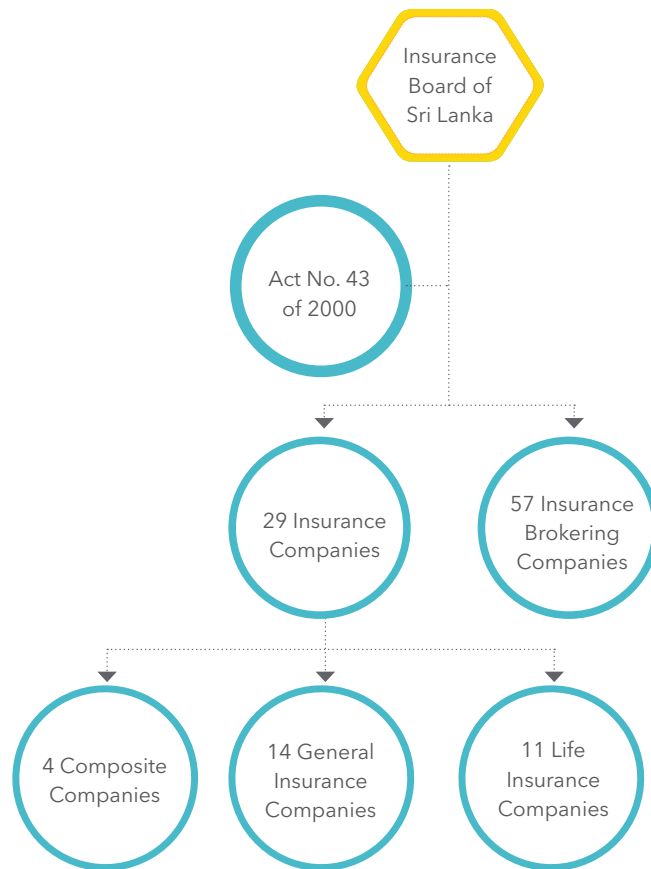 Insurance
Board of
Sri Lanka
Act No. 43
of 2000
29 Insurance
Companies
57 Insurance
Brokering
Companies
4 Composite
Companies
14 General
Insurance
Companies
11 Life
Insurance
Companies